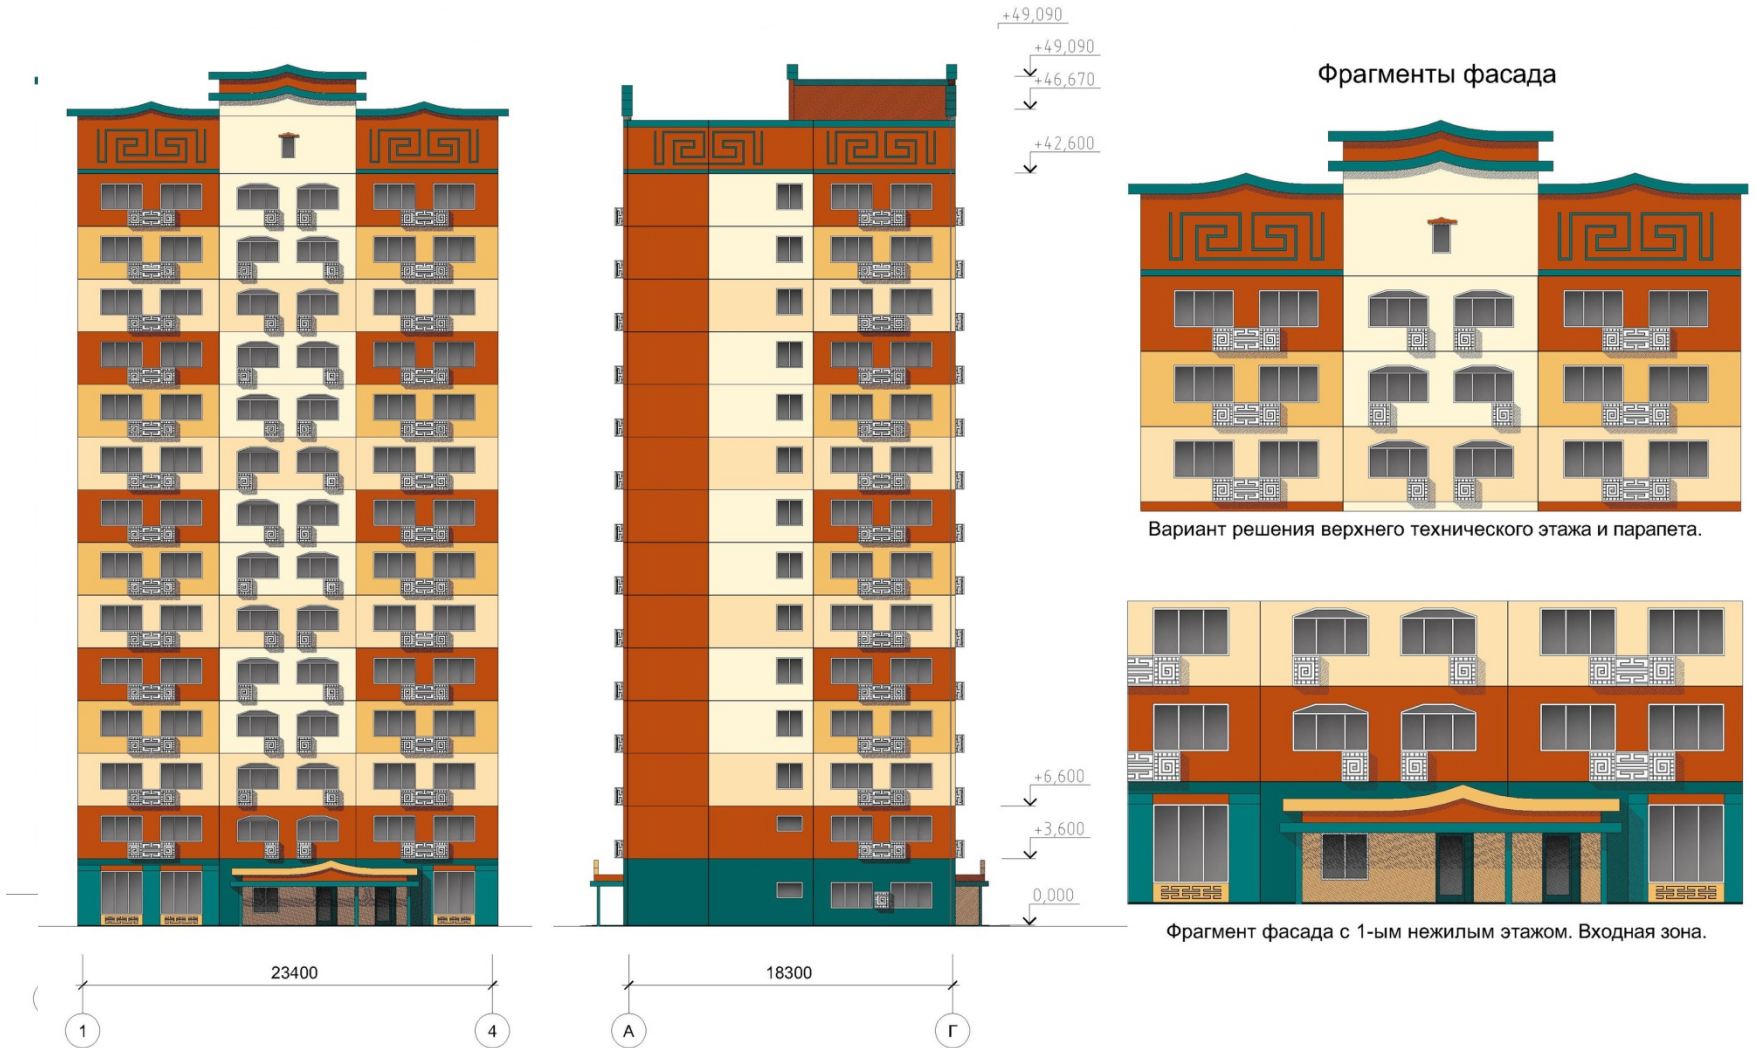 +49,090
+49,090
+46,670
+42,600
+6,600
+3,600
0,000
23400
18300
1
4
А
Г
Фрагменты фасада
Вариант решения верхнего технического этажа и парапета.
Фрагмент фасада с 1-ым нежилым этажом. Входная зона.